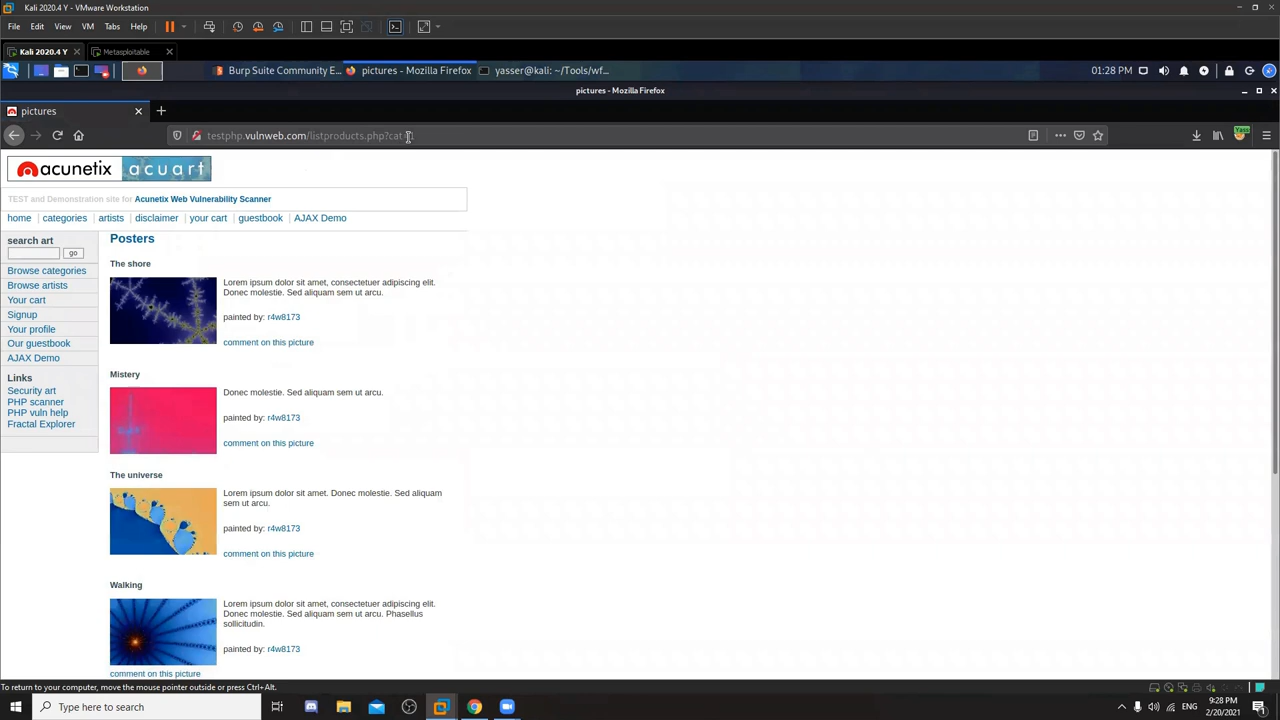 Kali 2020.4 Y - VMware Workstation
File Edit View VM Tabs Help
Kali 2020.4 Y Metasploitable
Burp Suite Community E... pictures - Mozilla Firefox yasser@kali: ~/Tools/wf... 01:28 PM
pictures - Mozilla Firefox
pictures
testphp.vulnweb.com/listproducts.php?cat
Yass
acunetix acuart
TEST and Demonstration site for Acunetix Web Vulnerability Scanner
home categories artists disclaimer your cart guestbook AJAX Demo
search art
go
Browse categories
Browse artists
Your cart
Signup
Your profile
Our guestbook
AJAX Demo
Links
Security art
PHP scanner
PHP vuln help
Fractal Explorer
Posters
The shore
Lorem ipsum dolor sit amet, consectetuer adipiscing elit.
Donec molestie. Sed aliquam sem ut arcu.
painted by: r4w8173
comment on this picture
Mistery
Donec molestie. Sed aliquam sem ut arcu.
painted by: r4w8173
comment on this picture
The universe
Lorem ipsum dolor sit amet. Donec molestie. Sed aliquam
sem ut arcu.
painted by: r4w8173
comment on this picture
Walking
Lorem ipsum dolor sit amet, consectetuer adipiscing elit.
Donec molestie. Sed aliquam sem ut arcu. Phasellus
sollicitudin.
painted by: r4w8173
comment on this picture
To return to your computer, move the mouse pointer outside or press Ctrl+Alt.
Type here to search
ENG
9:28 PM
2/20/2021